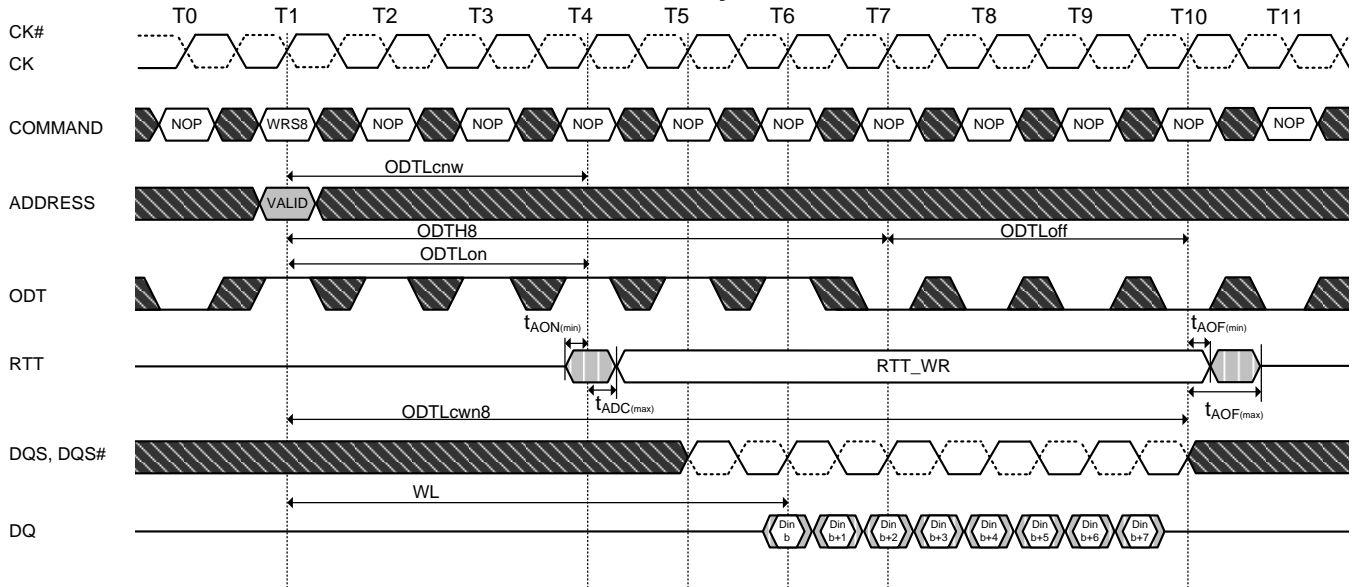 T0 T1 T2 T3 T4 T5 T6 T7 T8 T9 T10 T11
CK#
CK
COMMAND NOP WRS8 NOP NOP NOP NOP NOP NOP NOP NOP NOP NOP
ODTLcnw
ADDRESS VALID
ODTH8 ODTLoff
ODTLon
ODT
tAON(min) tAOF(min)
RTT RTT_WR
tADC(max) tAOF(max)
ODTLcwn8
DQS, DQS#
WL
DQ Din b Din b+1 Din b+2 Din b+3 Din b+4 Din b+5 Din b+6 Din b+7